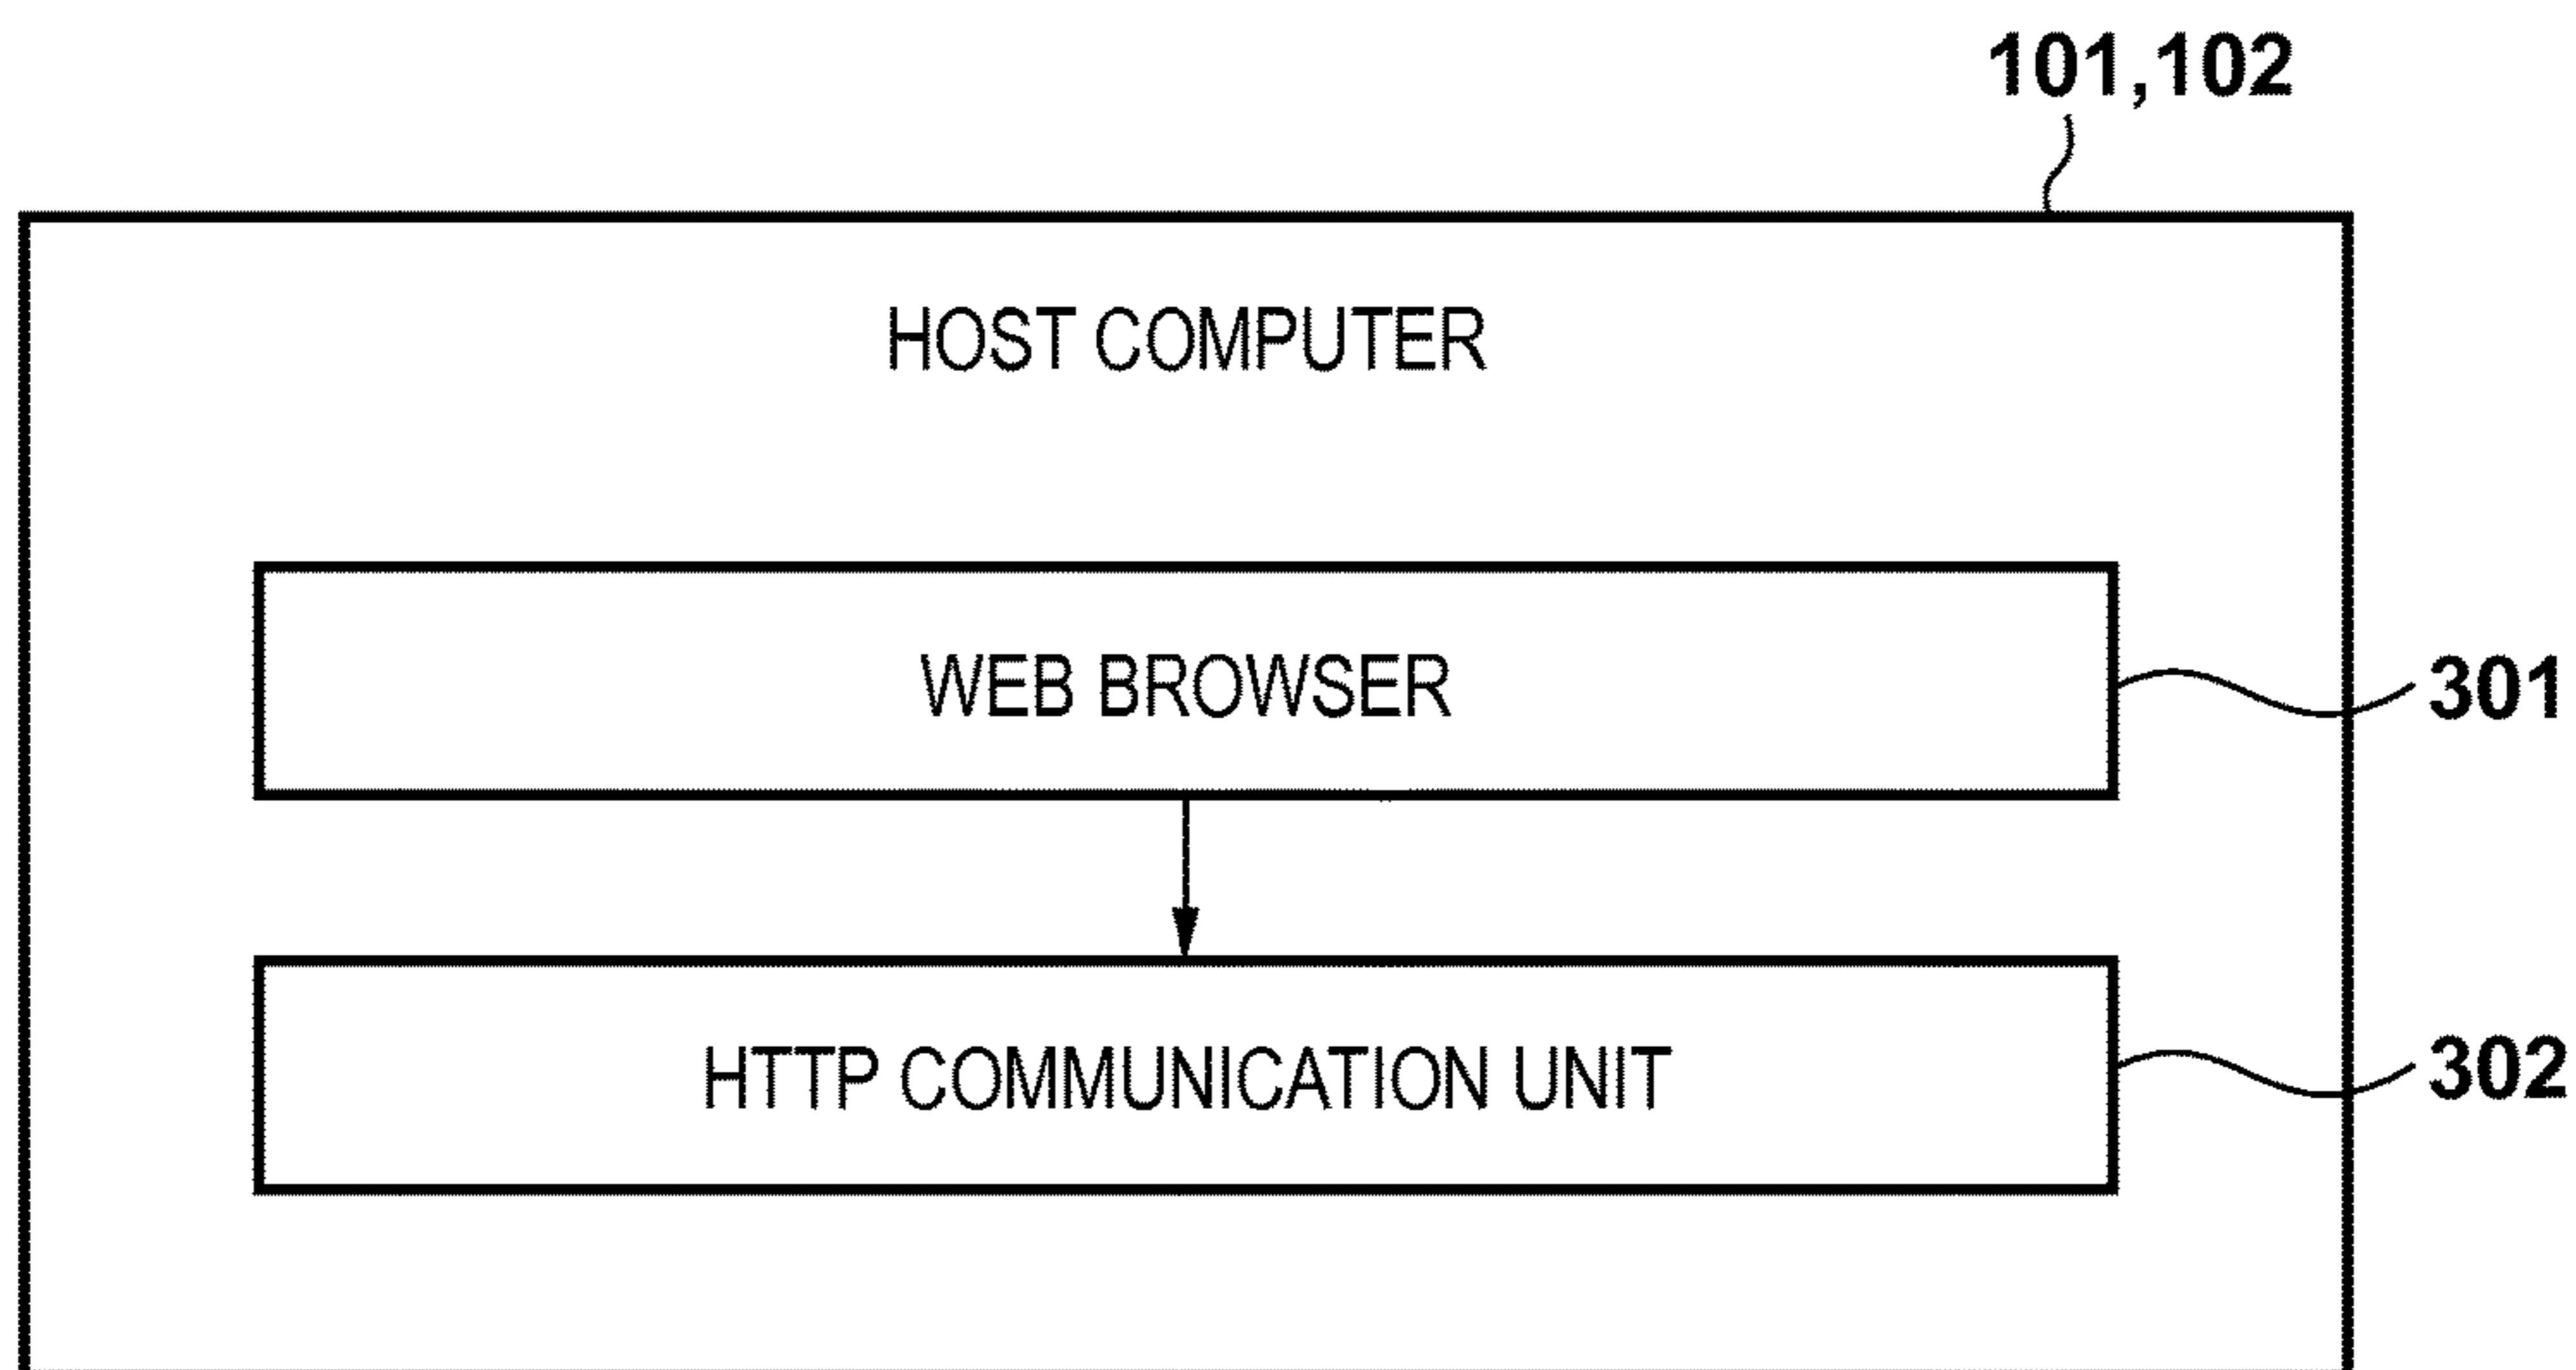 101,102
HOST COMPUTER
WEB BROWSER
301
HTTP COMMUNICATION UNIT
302